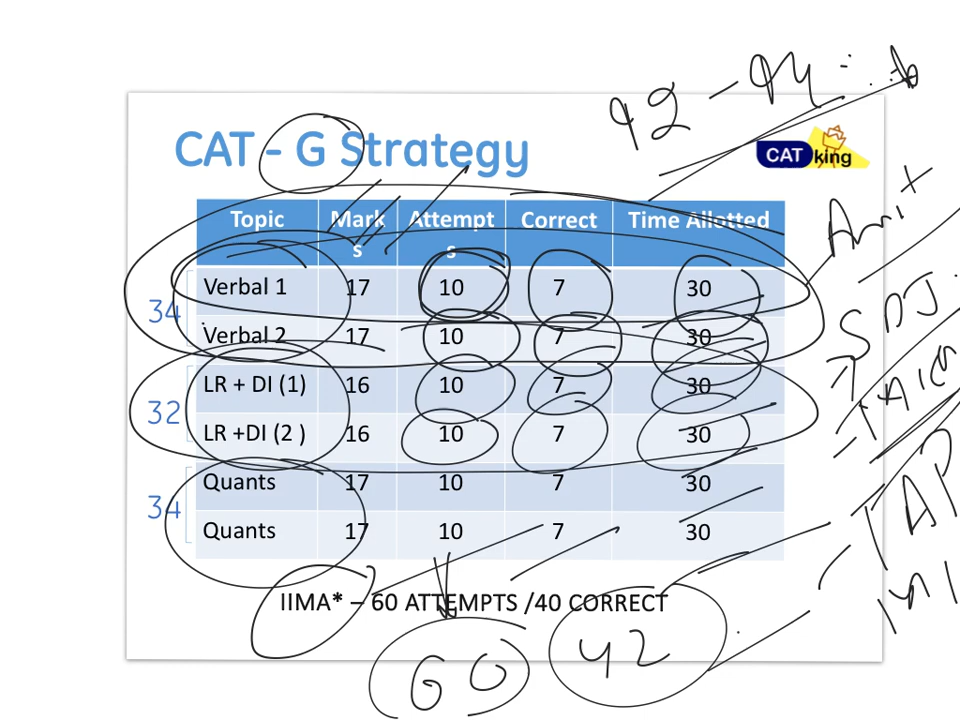 42 - 44
CAT - G Strategy
CAT king
Topic Mark Attempt Correct Time Allotted
s s
34
Verbal 1 17 10 7 30
Verbal 2 17 10 7 30
32
LR + DI (1) 16 10 7 30
LR +DI (2 ) 16 10 7 30
34
Quants 17 10 7 30
Quants 17 10 7 30
IIMA* – 60 ATTEMPTS /40 CORRECT
60 42